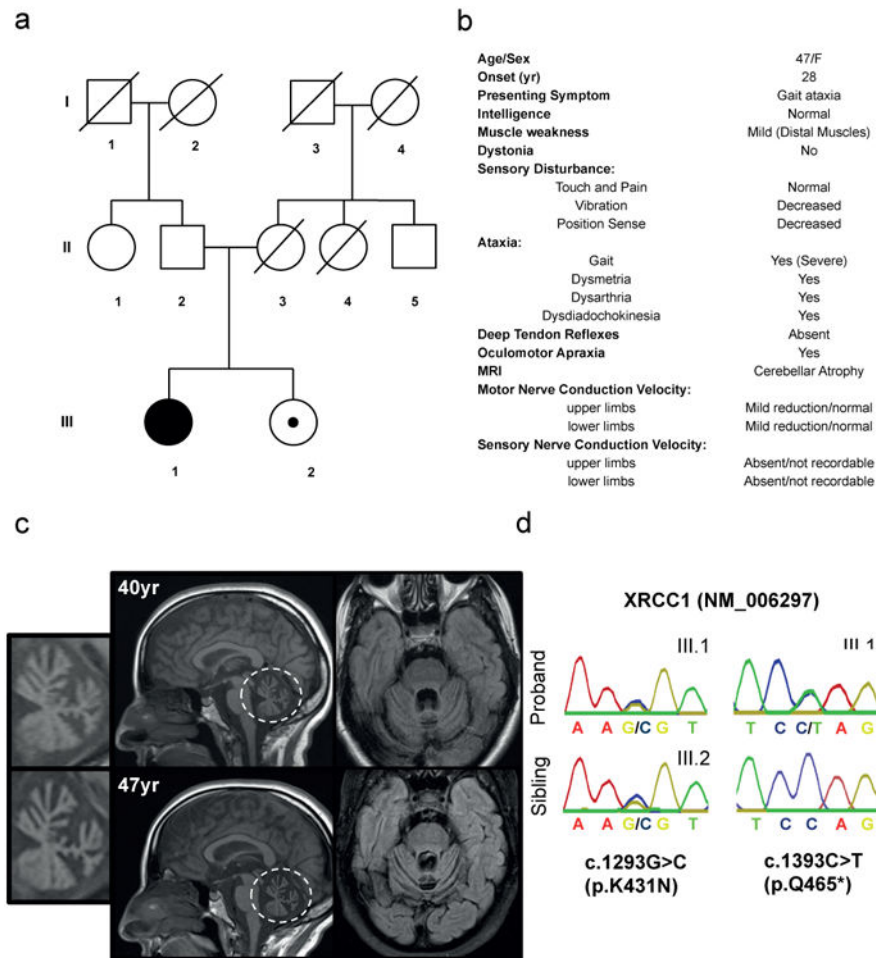 a
I
1 2 3 4
II
1 2 3 4 5
III
1 2
b
Age/Sex 47/F
Onset (yr) 28
Presenting Symptom Gait ataxia
Intelligence Normal
Muscle weakness Mild (Distal Muscles)
Dystonia No
Sensory Disturbance:
Touch and Pain Normal
Vibration Decreased
Position Sense Decreased
Ataxia:
Gait Yes (Severe)
Dysmetria Yes
Dysarthria Yes
Dysdiadochokinesia Yes
Deep Tendon Reflexes Absent
Oculomotor Apraxia Yes
MRI Cerebellar Atrophy
Motor Nerve Conduction Velocity:
upper limbs Mild reduction/normal
lower limbs Mild reduction/normal
Sensory Nerve Conduction Velocity:
upper limbs Absent/not recordable
lower limbs Absent/not recordable
c
40yr
47yr
d
XRCC1 (NM_006297)
Proband
III.1
III 1
A A G/C G T
T C C/T A G
Sibling
III.2
A A G/C G T
T C C A G
c.1293G>C
(p.K431N)
c.1393C>T
(p.Q465*)